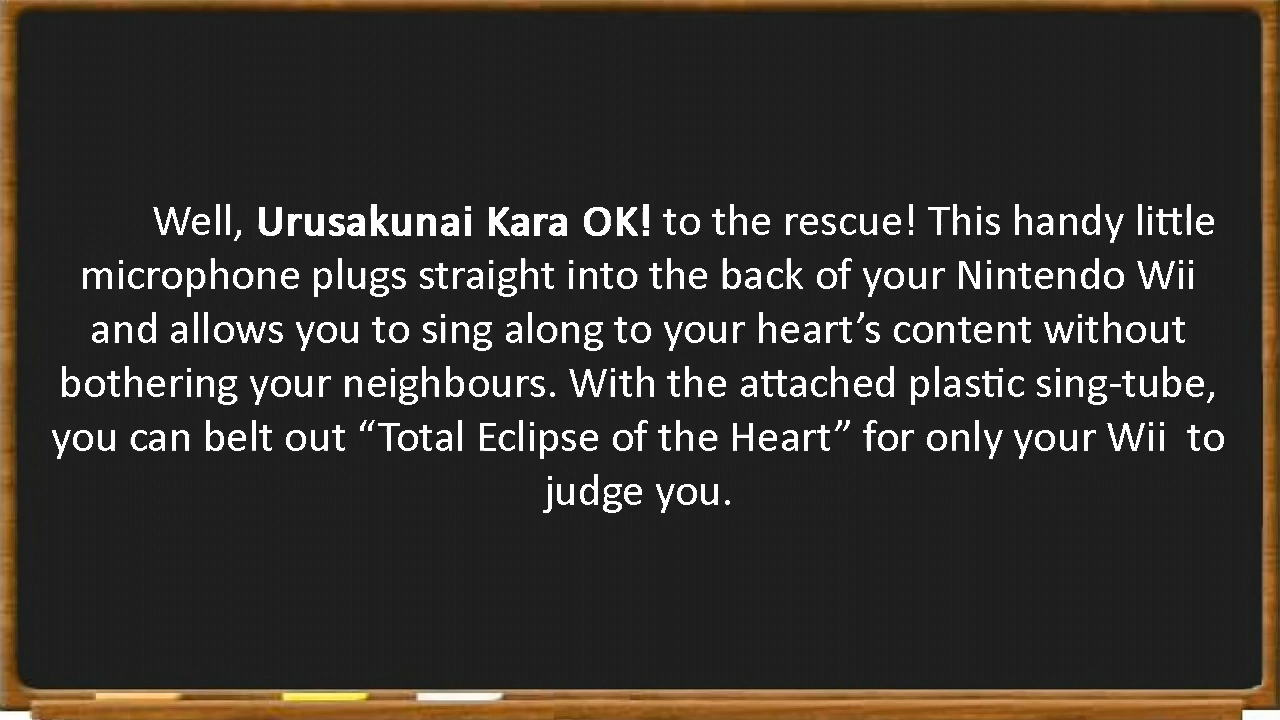 Well, Urusakunai Kara OK! to the rescue! This handy little
microphone plugs straight into the back of your Nintendo Wii
and allows you to sing along to your heart’s content without
bothering your neighbours. With the attached plastic sing-tube,
you can belt out “Total Eclipse of the Heart” for only your Wii  to
judge you.